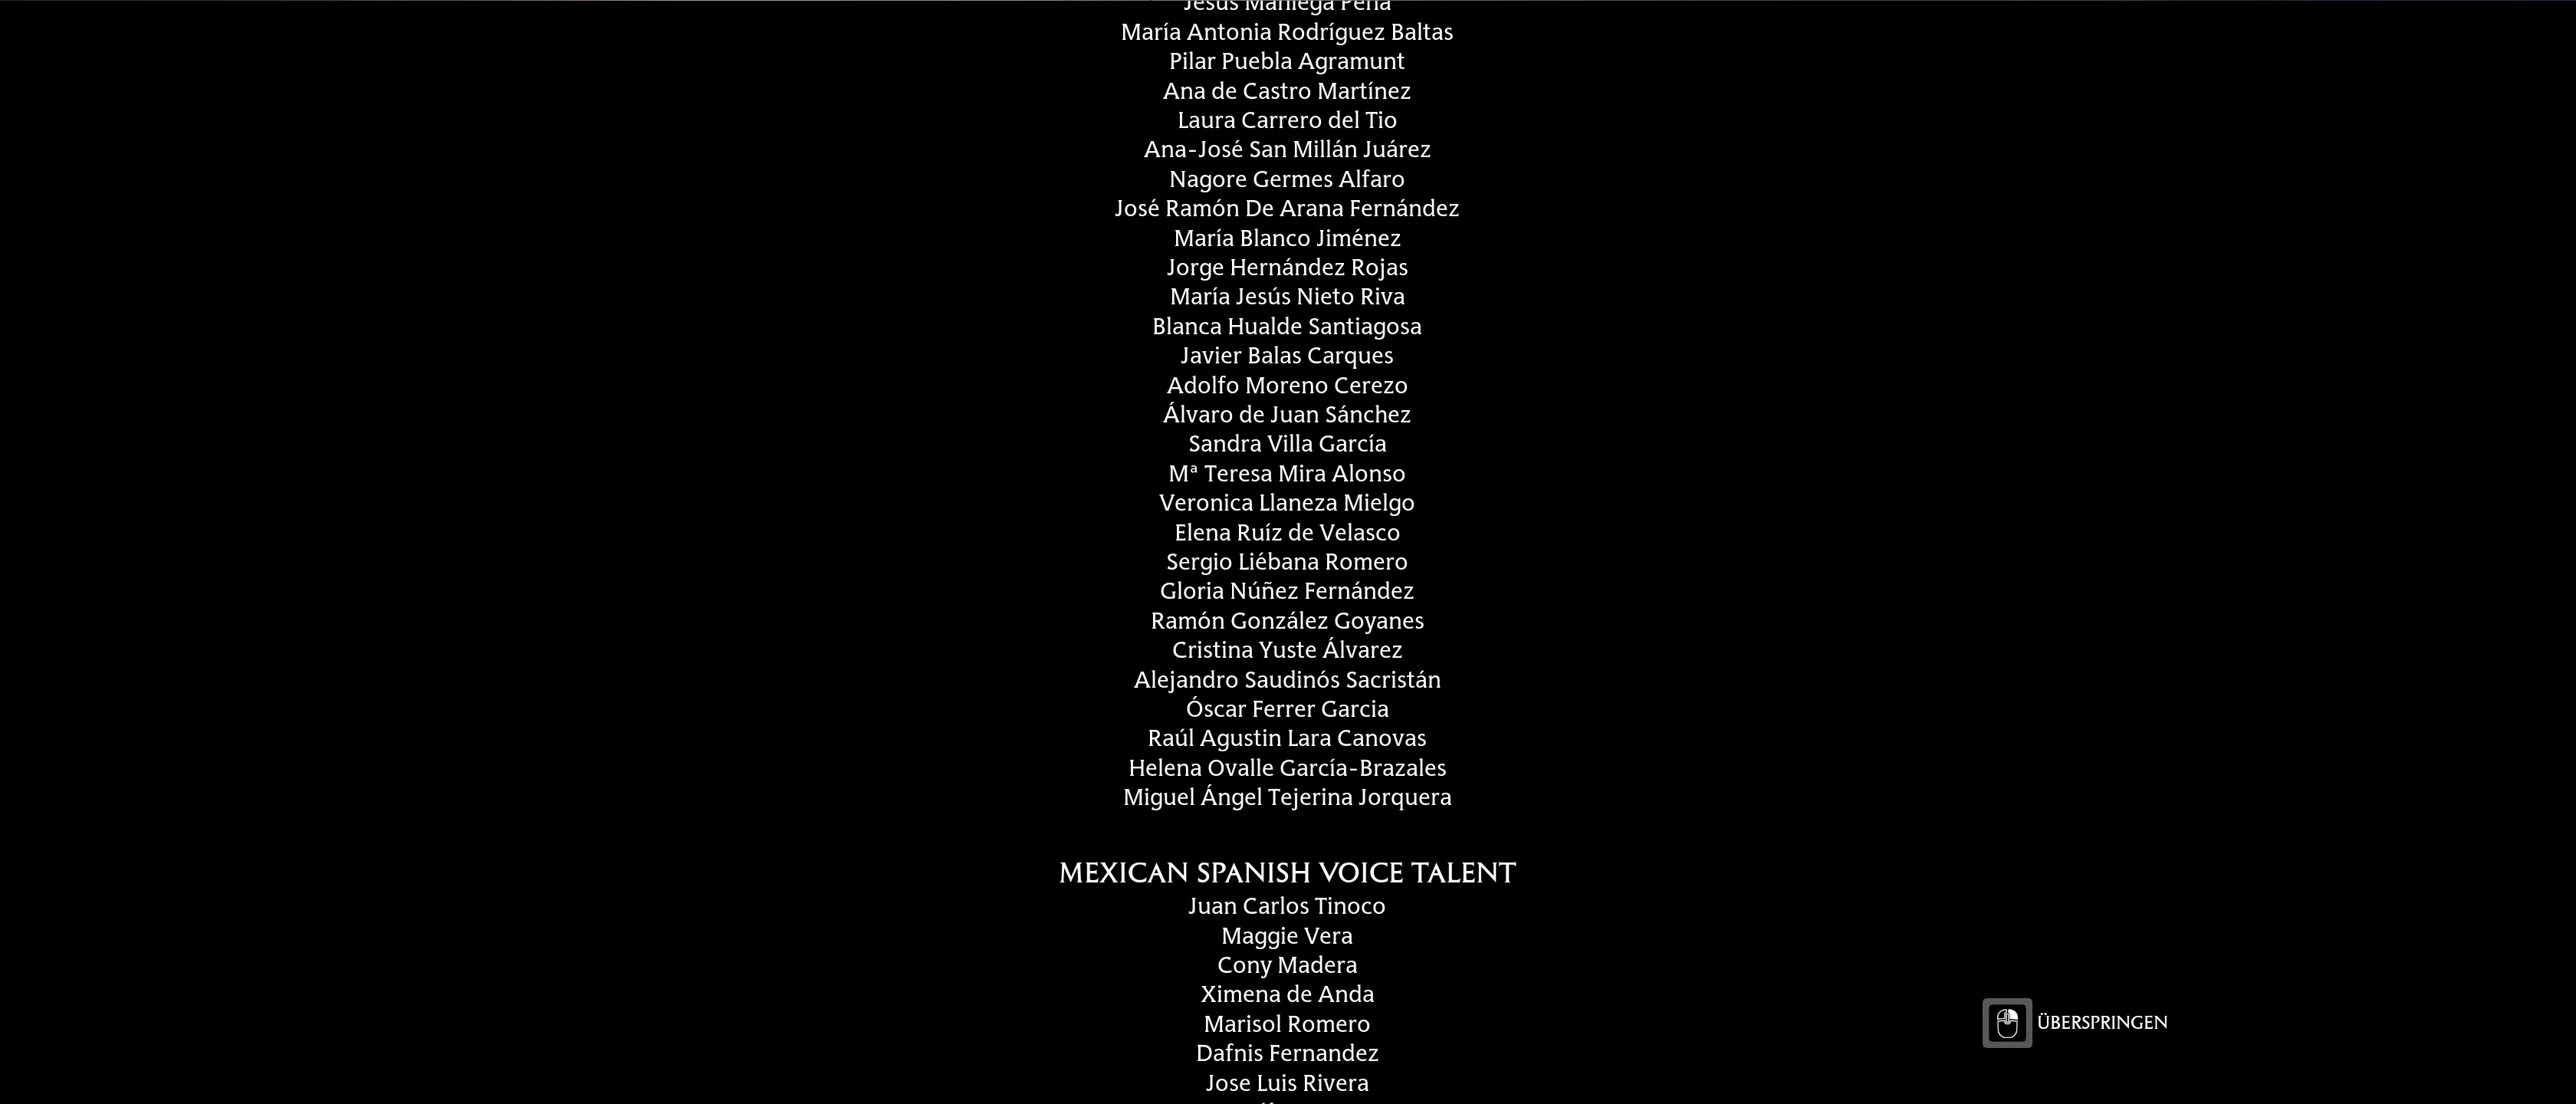 Jesús Maniega Peña
María Antonia Rodríguez Baltas
Pilar Puebla Agramunt
Ana de Castro Martínez
Laura Carrero del Tio
Ana-José San Millán Juárez
Nagore Germes Alfaro
José Ramón De Arana Fernández
María Blanco Jiménez
Jorge Hernández Rojas
María Jesús Nieto Riva
Blanca Hualde Santiagosa
Javier Balas Carques
Adolfo Moreno Cerezo
Álvaro de Juan Sánchez
Sandra Villa García
Mª Teresa Mira Alonso
Veronica Llaneza Mielgo
Elena Ruíz de Velasco
Sergio Liébana Romero
Gloria Núñez Fernández
Ramón González Goyanes
Cristina Yuste Álvarez
Alejandro Saudinós Sacristán
Óscar Ferrer Garcia
Raúl Agustin Lara Canovas
Helena Ovalle García-Brazales
Miguel Ángel Tejerina Jorquera
MEXICAN SPANISH VOICE TALENT
Juan Carlos Tinoco
Maggie Vera
Cony Madera
Ximena de Anda
Marisol Romero
Dafnis Fernandez
Jose Luis Rivera
ÜBERSPRINGEN